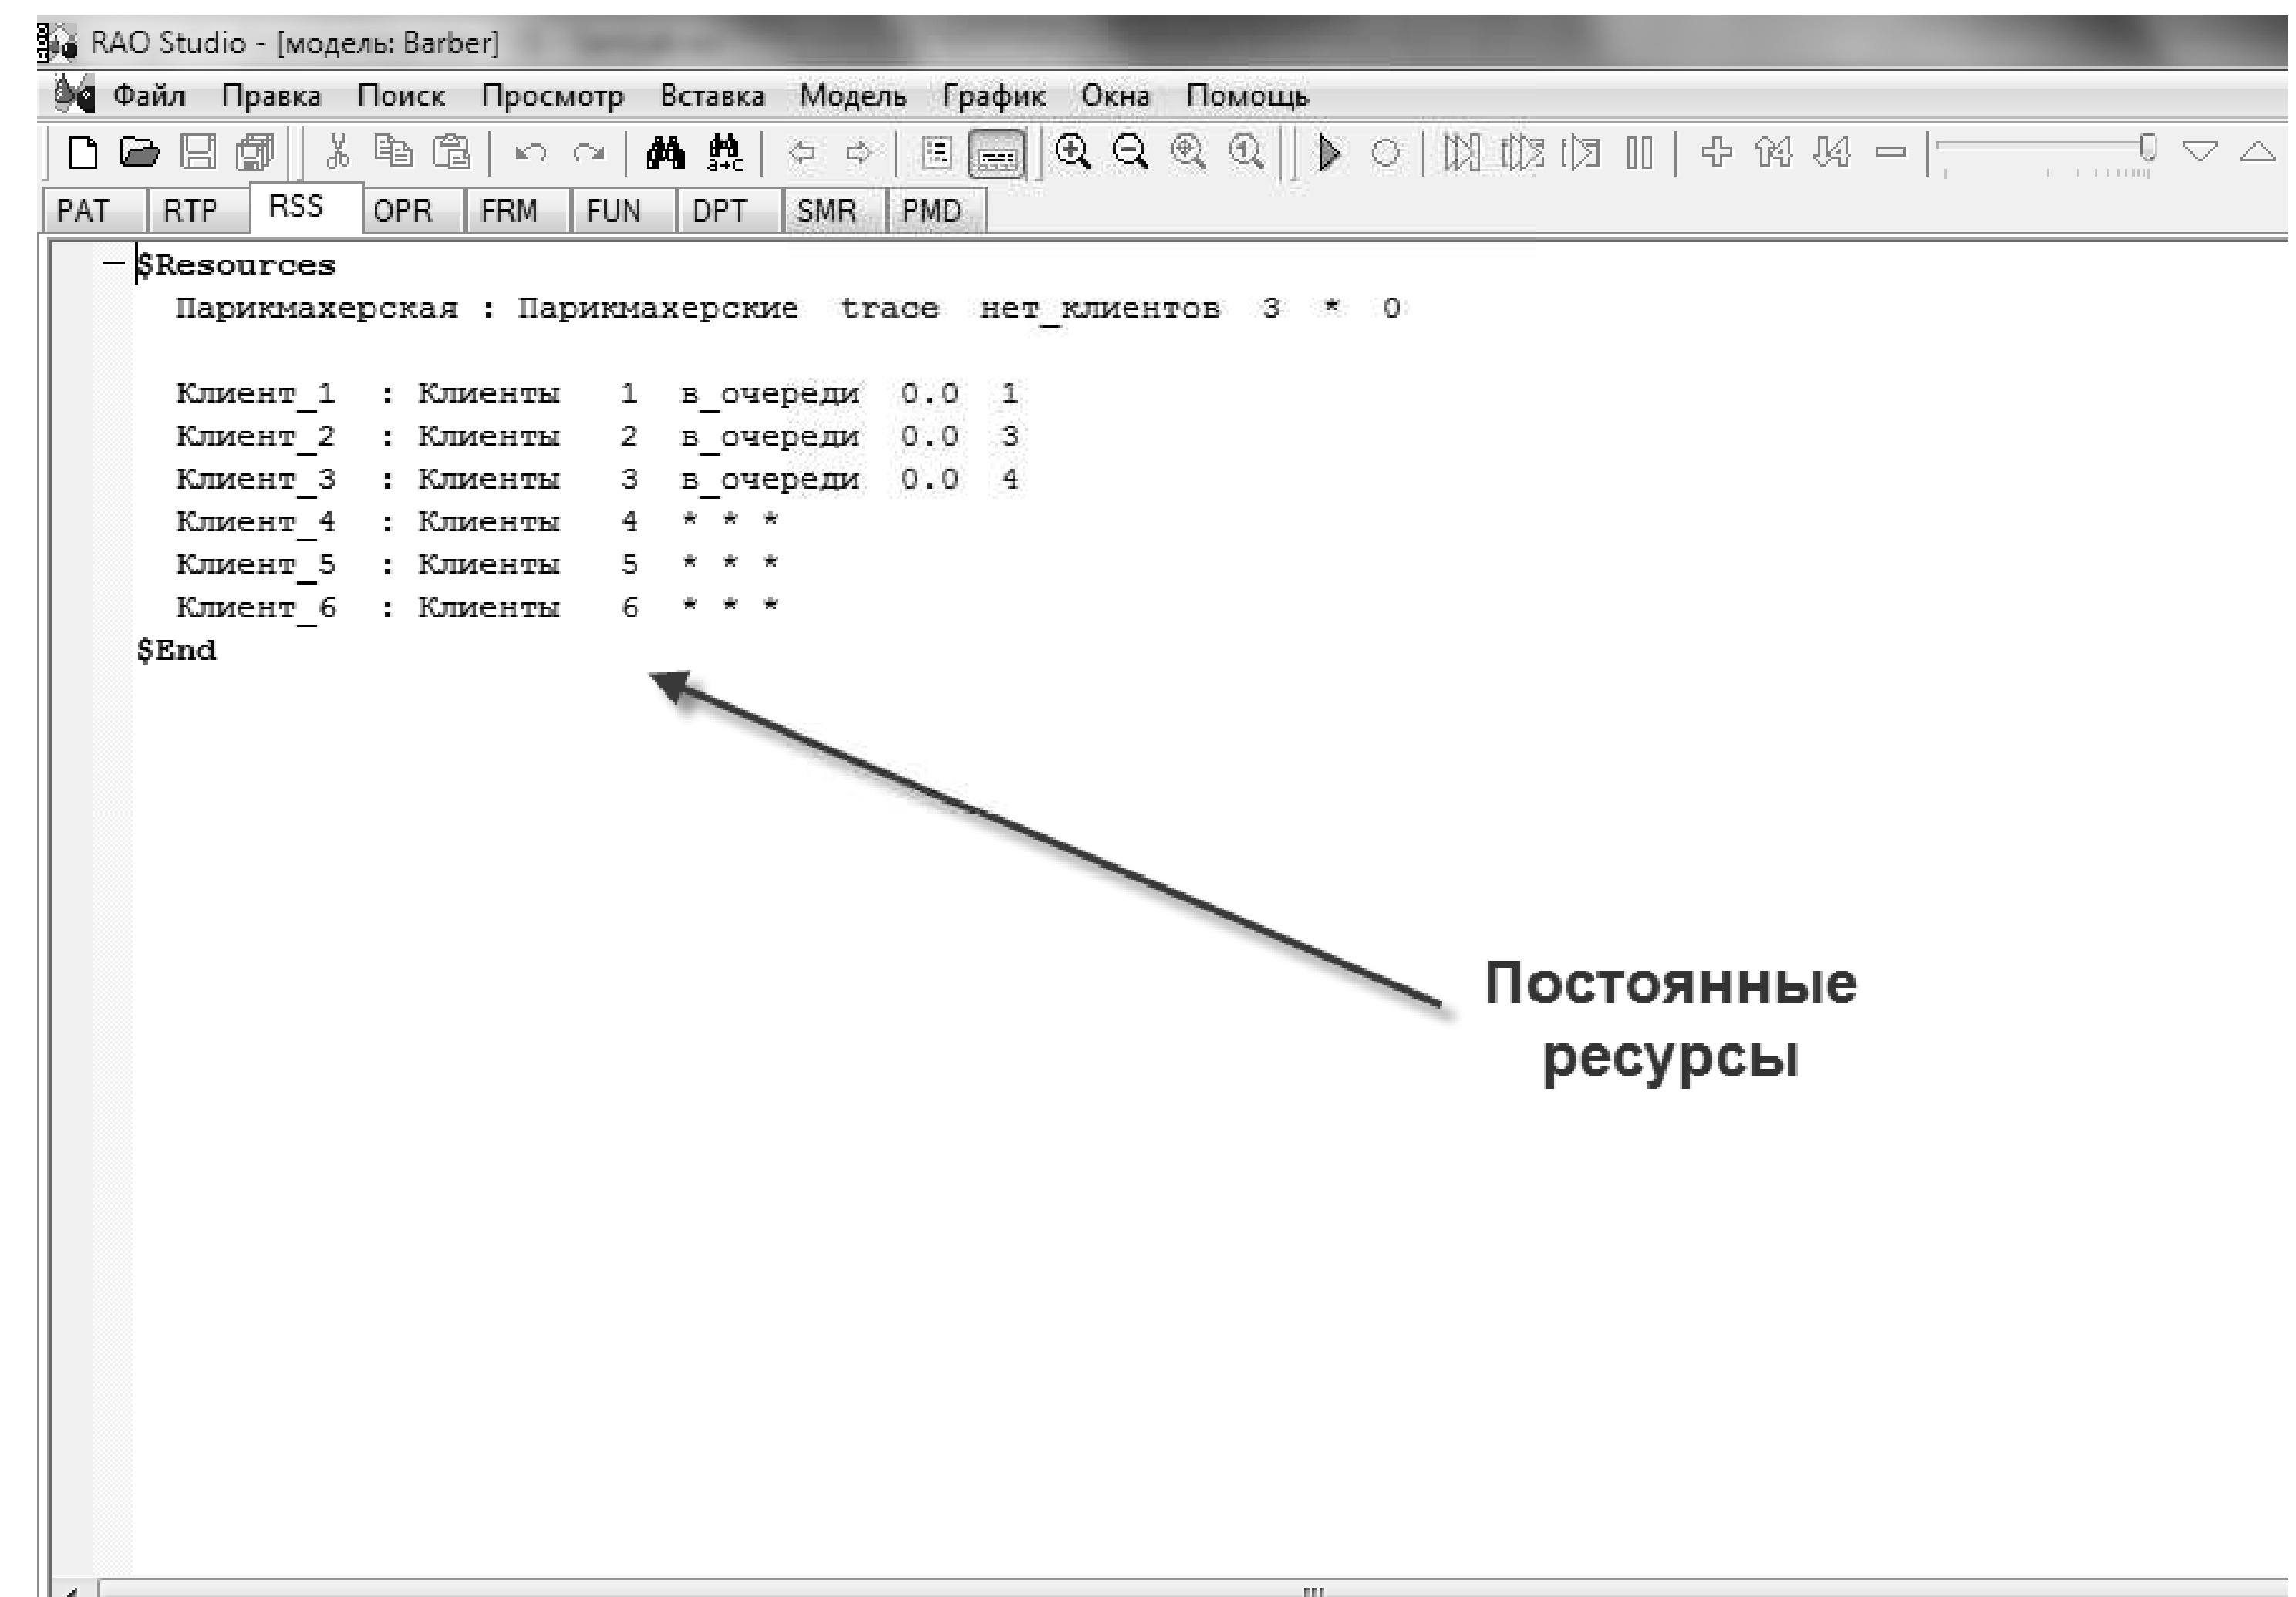 RAO Studio - [модель: Barber]
Файл Правка Поиск Просмотр Вставка Модель График Окна Помощь
PAT RTP RSS OPR FRM FUN DPT SMR PMD
$Resources
Парикмахерская : Парикмахерские trace нет_клиентов 3 * 0
Клиент_1 : Клиенты 1 в_очереди 0.0 1
Клиент_2 : Клиенты 2 в_очереди 0.0 3
Клиент_3 : Клиенты 3 в_очереди 0.0 4
Клиент_4 : Клиенты 4 * * *
Клиент_5 : Клиенты 5 * * *
Клиент_6 : Клиенты 6 * * *
$End
Постоянные
ресурсы